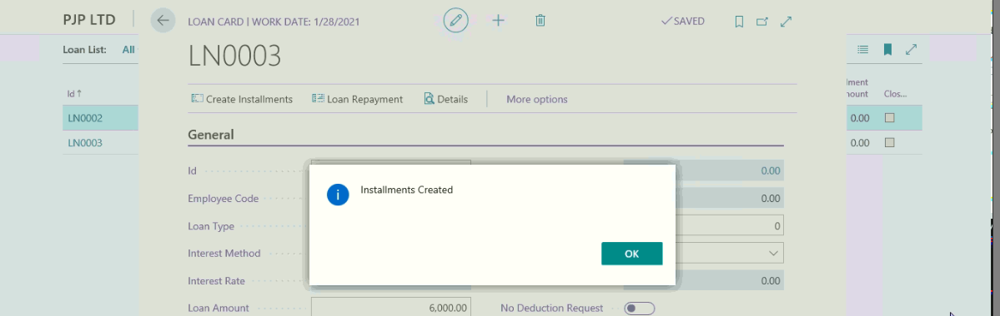 PJP LTD
LOAN CARD | WORK DATE: 1/28/2021
SAVED
Loan List: All
LN0003
Id ↑
Clos...
Create Installments Loan Repayment Details More options
LN0002
0.00
General
LN0003
0.00
Id
0.00
Installments Created
Employee Code
0.00
Loan Type
0
OK
Interest Method
Interest Rate
0.00
Loan Amount
6,000.00
No Deduction Request